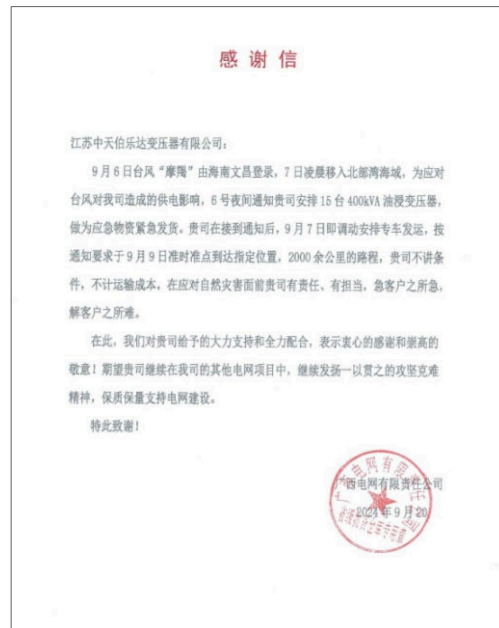 感谢信
江苏中天伯乐达变压器有限公司：
9月6日台风“摩羯”由海南文昌登录，7日凌晨移入北部湾海域，为应对
台风对我司造成的供电影响，6号夜间通知贵司安排15台400kVA油浸变压器，
做为应急物资紧急发货。贵司在接到通知后，9月7日即调动安排专车发运，按
通知要求于9月9日准时准点到达指定位置，2000余公里的路程，贵司不讲条
件，不计运输成本，在应对自然灾害面前贵司有责任、有担当，急客户之所急，
解客户之所难。
在此，我们对贵司给予的大力支持和全力配合，表示衷心的感谢和崇高的
敬意！期望贵司继续在我司的其他电网项目中，继续发扬一以贯之的攻坚克难
精神，保质保量支持电网建设。
特此致谢！
西电网有限责任公司
2024年9月20